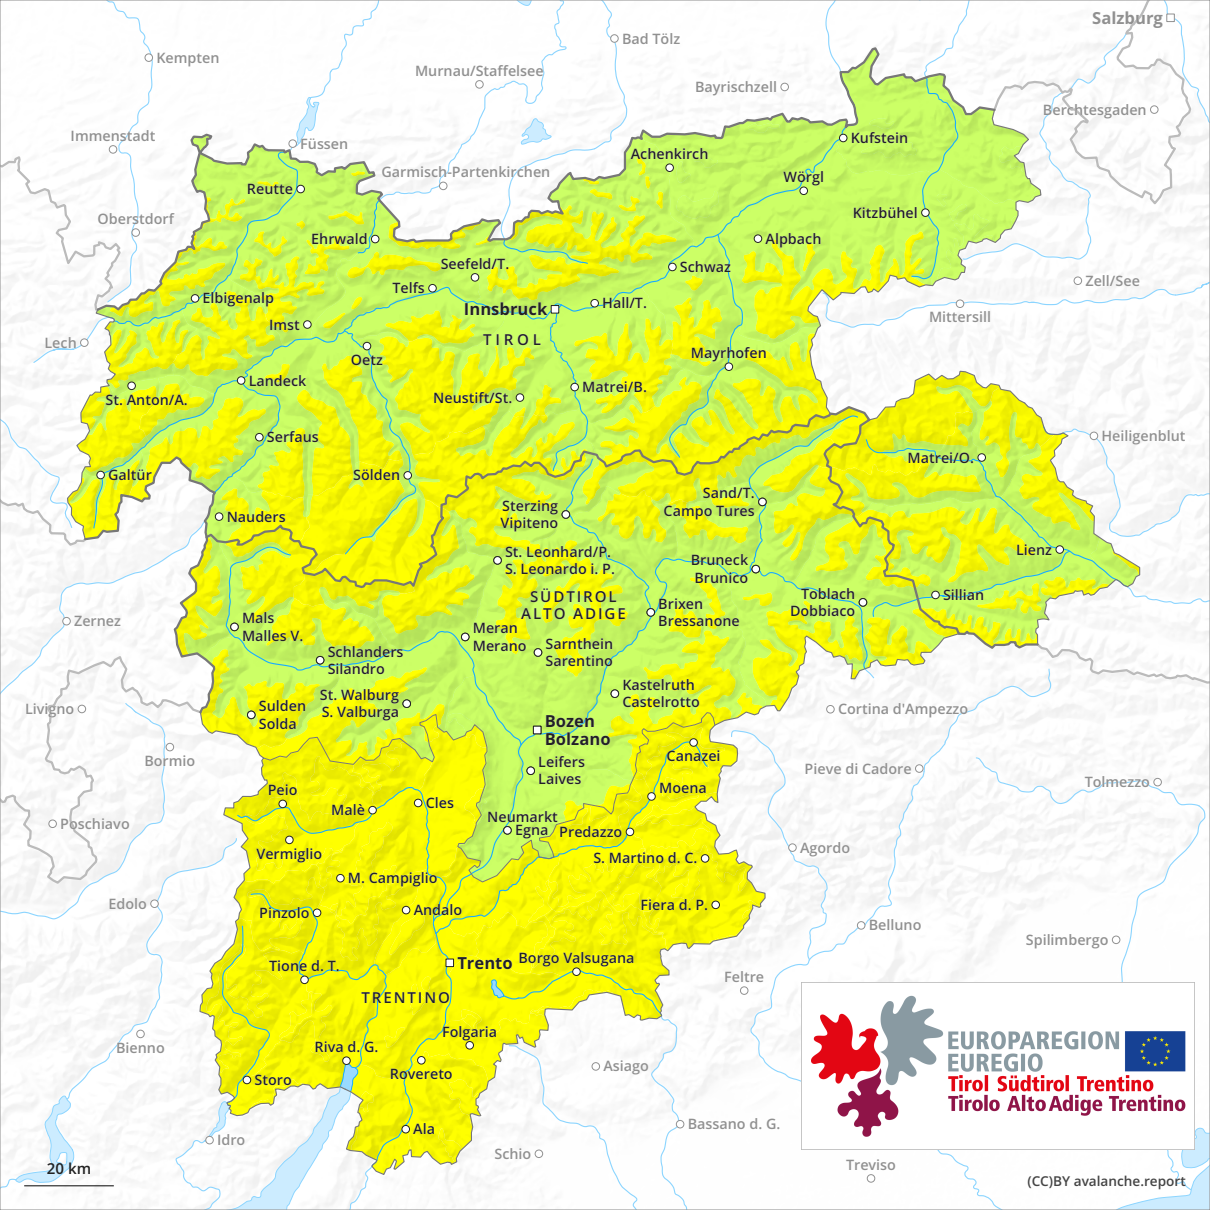 Salzburg
Bad Tölz
Kempten
Murnau/Staffelsee
Bayrischzell
Berchtesgaden
Immenstadt
Füssen
Kufstein
Achenkirch
Garmisch-Partenkirchen
Wörgl
Reutte
Oberstdorf
Kitzbühel
Ehrwald
Alpbach
Seefeld/T.
Schwaz
Zell/See
Telfs
Elbigenalp
Hall/T.
Innsbruck
Mittersill
Imst
TIROL
Lech
Oetz
Mayrhofen
Landeck
St. Anton/A.
Matrei/B.
Neustift/St.
Serfaus
Heiligenblut
Matrei/O.
Galtür
Sölden
Sand/T.
Campo Tures
Sterzing
Vipiteno
Nauders
St. Leonhard/P.
S. Leonardo i. P.
Lienz
Bruneck
Brunico
SÜDTIROL
ALTO ADIGE
Toblach
Dobbiaco
Sillian
Brixen
Bressanone
Zernez
Mals
Malles V.
Meran
Merano
Sarnthein
Sarentino
Schlanders
Silandro
Kastelruth
Castelrotto
St. Walburg
S. Valburga
Livigno
Sulden
Solda
Cortina d'Ampezzo
Bozen
Bolzano
Bormio
Canazei
Leifers
Laives
Pieve di Cadore
Tolmezzo
Peio
Moena
Malè
Cles
Poschiavo
Neumarkt
Egna
Predazzo
Vermiglio
Agordo
S. Martino d. C.
M. Campiglio
Edolo
Pinzolo
Andalo
Fiera d. P.
Belluno
Spilimbergo
Trento
Borgo Valsugana
Tione d. T.
Feltre
TRENTINO
Folgaria
Bienno
Riva d. G.
Rovereto
Asiago
Storo
EUROPAREGION
EUREGIO
Tirol Südtirol Trentino
Tirolo Alto Adige Trentino
Ala
Bassano d. G.
Idro
Schio
Treviso
20 km
(CC)BY avalanche.report